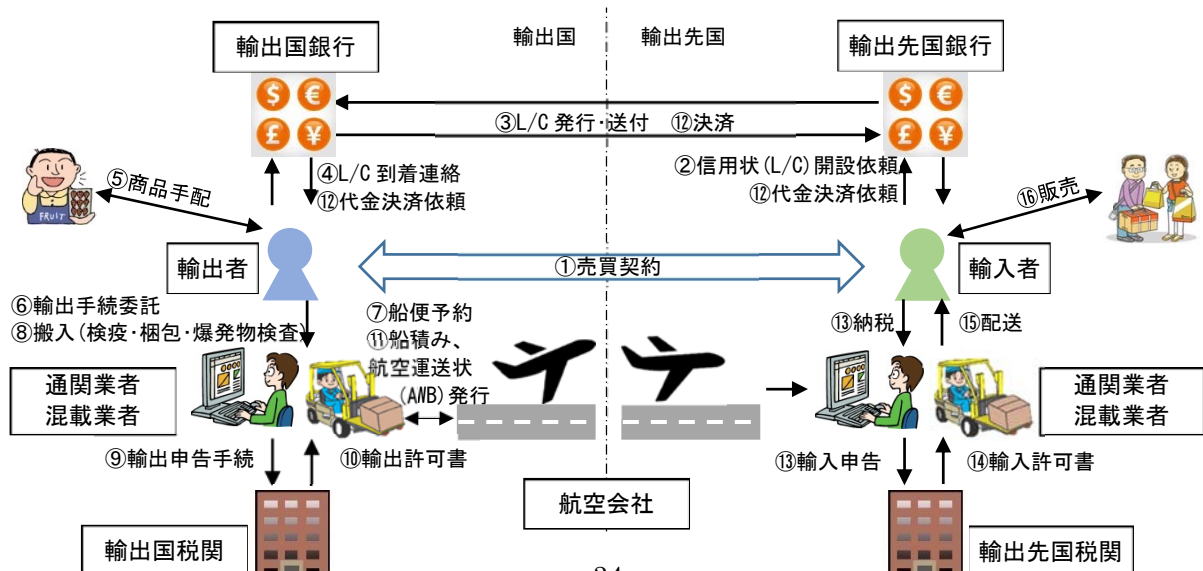 輸出国
輸出先国
輸出国銀行
輸出先国銀行
$ €
£ ¥
$ €
£ ¥
③L/C 発行・送付 ⑫決済
④L/C 到着連絡
⑫代金決済依頼
②信用状(L/C)開設依頼
⑫代金決済依頼
⑤商品手配
FRUIT
⑯販売
輸出者
①売買契約
輸入者
⑥輸出手続委託
⑧搬入(検疫・梱包・爆発物検査)
⑦船便予約
⑪船積み、
航空運送状
(AWB)発行
⑬納税
⑮配送
通関業者
混載業者
通関業者
混載業者
⑨輸出申告手続
⑩輸出許可書
⑬輸入申告
⑭輸入許可書
航空会社
輸出国税関
輸出先国税関